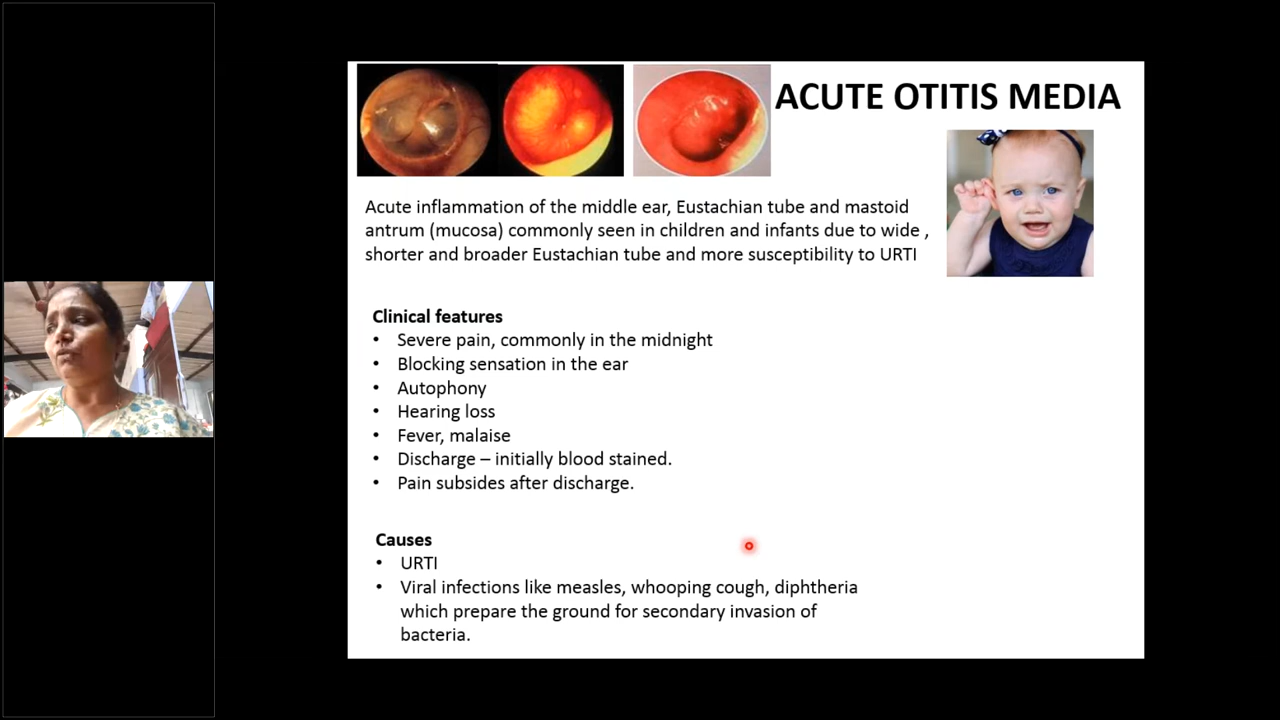 ACUTE OTITIS MEDIA
Acute inflammation of the middle ear, Eustachian tube and mastoid
antrum (mucosa) commonly seen in children and infants due to wide ,
shorter and broader Eustachian tube and more susceptibility to URTI
Clinical features
• Severe pain, commonly in the midnight
• Blocking sensation in the ear
• Autophony
• Hearing loss
• Fever, malaise
• Discharge – initially blood stained.
• Pain subsides after discharge.
Causes
• URTI
• Viral infections like measles, whooping cough, diphtheria
which prepare the ground for secondary invasion of
bacteria.